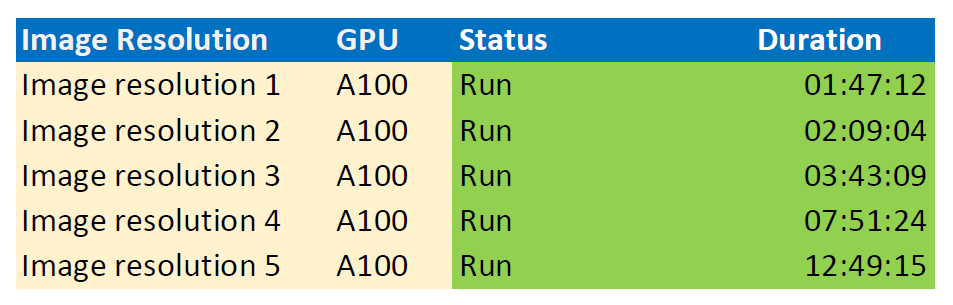 Image Resolution GPU Status Duration
Image resolution 1 A100 Run 01:47:12
Image resolution 2 A100 Run 02:09:04
Image resolution 3 A100 Run 03:43:09
Image resolution 4 A100 Run 07:51:24
Image resolution 5 A100 Run 12:49:15